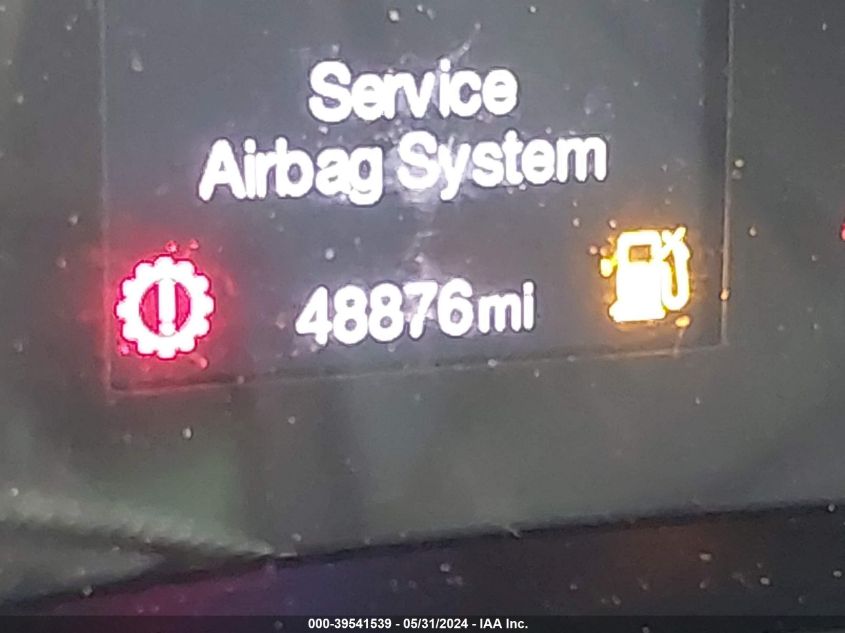 Service
Airbag System
48876mi
000-39541539 - 05/31/2024 - IAA Inc.